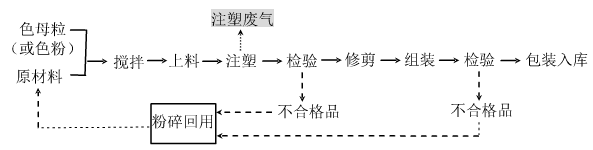 注塑废气
色母粒
（或色粉）
原材料
搅拌 上料 注塑 检验 修剪 组装 检验 包装入库
不合格品 不合格品
粉碎回用